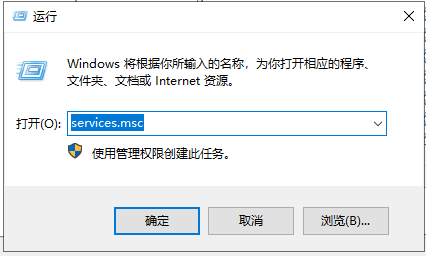 运行
Windows 将根据你所输入的名称，为你打开相应的程序、
文件夹、文档或 Internet 资源。
打开(O): services.msc
使用管理权限创建此任务。
确定 取消 浏览(B)...